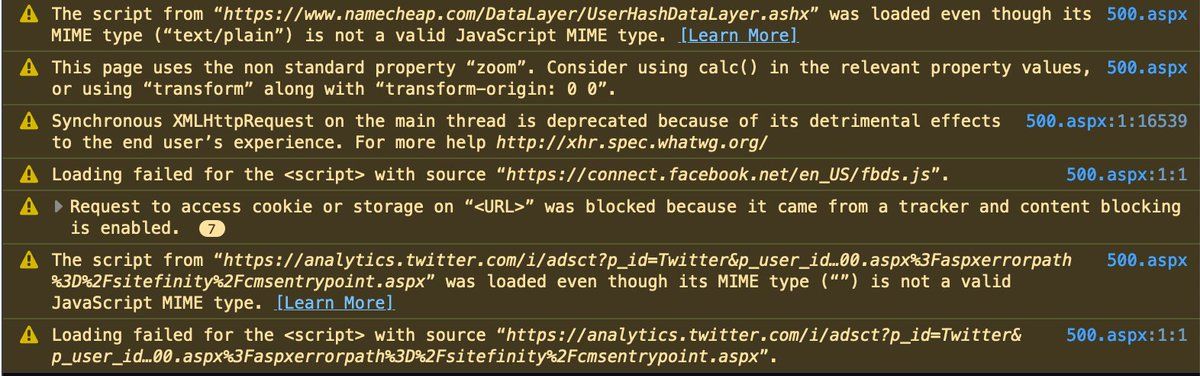 The script from “https://www.namecheap.com/DataLayer/UserHashDataLayer.ashx” was loaded even though its 500.aspx
MIME type (“text/plain”) is not a valid JavaScript MIME type. [Learn More]
This page uses the non standard property “zoom”. Consider using calc() in the relevant property values, 500.aspx
or using “transform” along with “transform-origin: 0 0”.
Synchronous XMLHttpRequest on the main thread is deprecated because of its detrimental effects 500.aspx:1:16539
to the end user’s experience. For more help http://xhr.spec.whatwg.org/
Loading failed for the <script> with source “https://connect.facebook.net/en_US/fbds.js”. 500.aspx:1:1
Request to access cookie or storage on “<URL>” was blocked because it came from a tracker and content blocking
is enabled. 7
The script from “https://analytics.twitter.com/i/adsct?p_id=Twitter&p_user_id…00.aspx%3Faspxerrorpath 500.aspx
%3D%2Fsitefinity%2Fcmsentrypoint.aspx” was loaded even though its MIME type (“”) is not a valid
JavaScript MIME type. [Learn More]
Loading failed for the <script> with source “https://analytics.twitter.com/i/adsct?p_id=Twitter& 500.aspx:1:1
p_user_id…00.aspx%3Faspxerrorpath%3D%2Fsitefinity%2Fcmsentrypoint.aspx”.